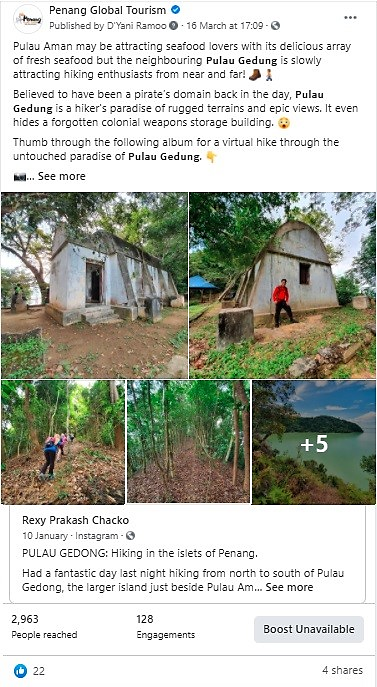 Penang Global Tourism
Published by D'Yani Ramoo · 16 March at 17:09 ·
Pulau Aman may be attracting seafood lovers with its delicious array
of fresh seafood but the neighbouring Pulau Gedung is slowly
attracting hiking enthusiasts from near and far! 🥾🚶
Believed to have been a pirate's domain back in the day, Pulau
Gedung is a hiker's paradise of rugged terrains and epic views. It even
hides a forgotten colonial weapons storage building. 😧
Thumb through the following album for a virtual hike through the
untouched paradise of Pulau Gedung. 👇
📷... See more
+5
Rexy Prakash Chacko
10 January · Instagram ·
PULAU GEDONG: Hiking in the islets of Penang.
Had a fantastic day last night hiking from north to south of Pulau
Gedong, the larger island just beside Pulau Am... See more
2,963
People reached
128
Engagements
Boost Unavailable
22
4 shares